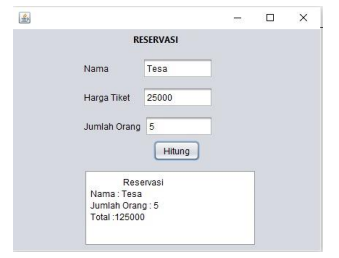 RESERVASI
Nama Tesa
Harga Tiket 25000
Jumlah Orang 5
Hitung
Reservasi
Nama : Tesa
Jumlah Orang : 5
Total :125000